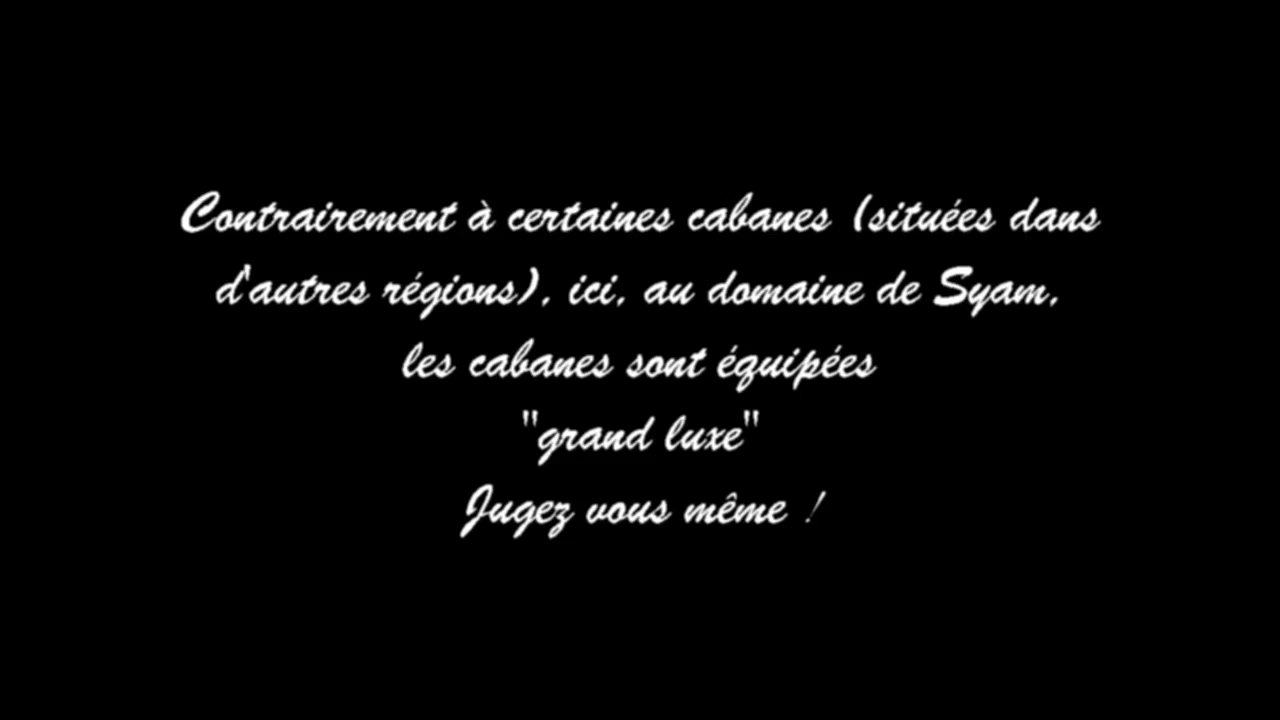 Contrairement à certaines cabanes (situées dans
d'autres régions), ici, au domaine de Syam,
les cabanes sont équipées
"grand luxe"
Jugez vous même !